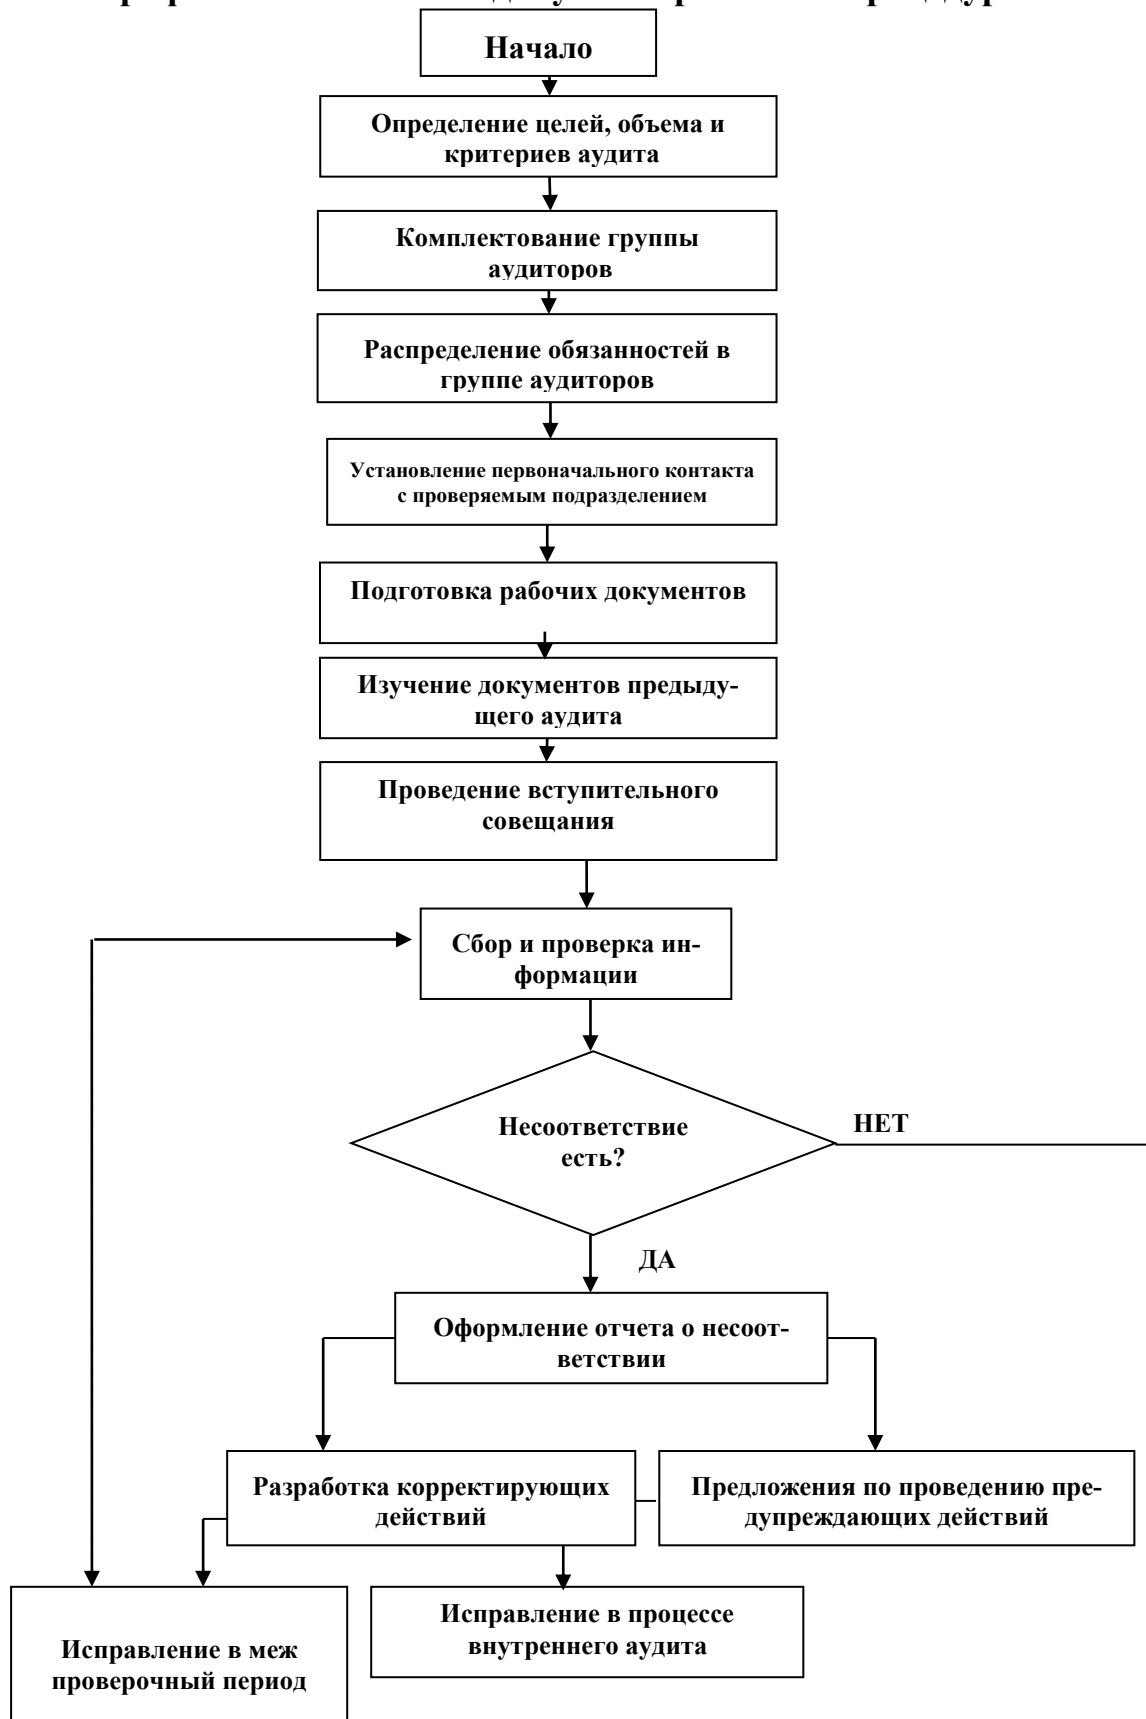 Начало
Определение целей, объема и
критериев аудита
Комплектование группы
аудиторов
Распределение обязанностей в
группе аудиторов
Установление первоначального контакта
с проверяемым подразделением
Подготовка рабочих документов
Изучение документов предыду-
щего аудита
Проведение вступительного
совещания
Сбор и проверка ин-
формации
Несоответствие
есть?
НЕТ
ДА
Оформление отчета о несоот-
ветствии
Разработка корректирующих
действий
Предложения по проведению пре-
дупреждающих действий
Исправление в процессе
внутреннего аудита
Исправление в меж
проверочный период